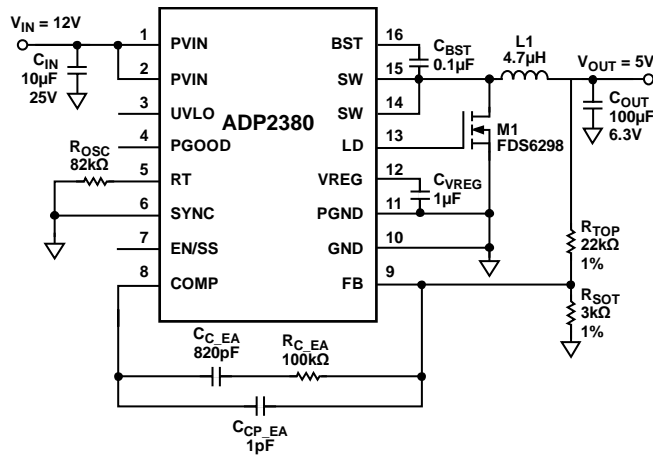 V_IN = 12V
C_IN
10µF
25V
1 PVIN
2 PVIN
3 UVLO
4 PGOOD
R_OSC
82kΩ
5 RT
6 SYNC
7 EN/SS
8 COMP
ADP2380
BST 16
SW 15
SW 14
LD 13
VREG 12
PGND 11
GND 10
FB 9
C_BST
0.1µF
L1
4.7µH
V_OUT = 5V
C_OUT
100µF
6.3V
M1
FDS6298
C_VREG
1µF
R_TOP
22kΩ
1%
R_SOT
3kΩ
1%
C_C_EA
820pF
R_C_EA
100kΩ
C_CP_EA
1pF